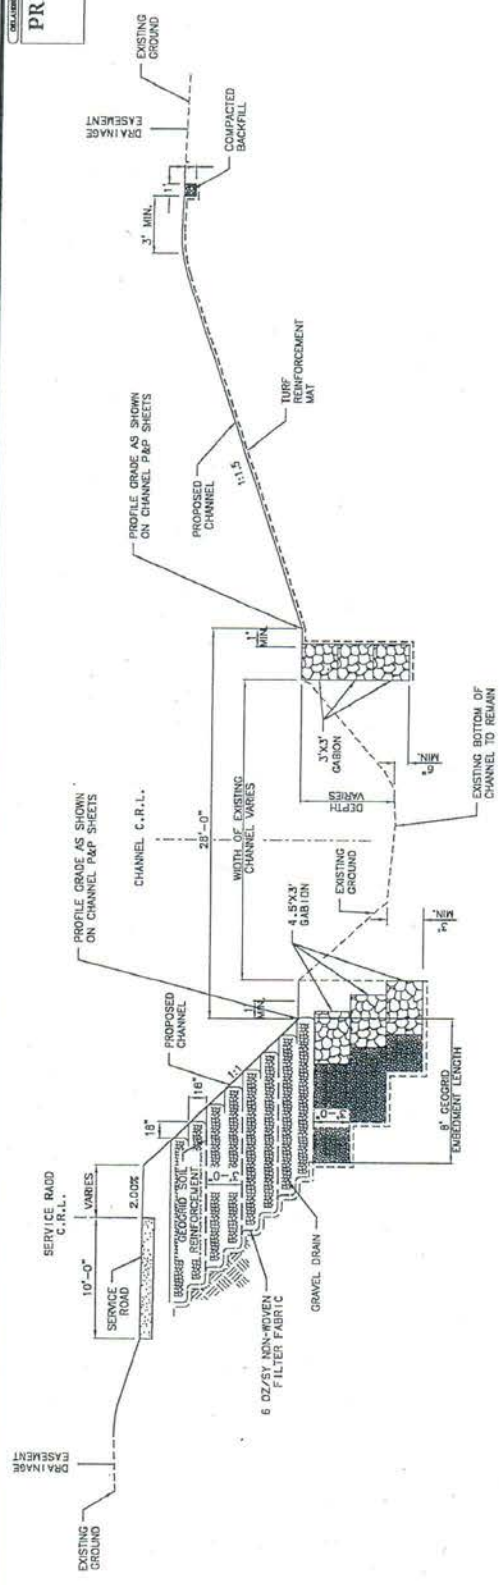 PR
EXISTING
GROUND
DRAINAGE
EASEMENT
SERVICE ROAD
C.R.L.
10'-0"
VARIES
SERVICE
ROAD
2.00%
18"
18"
1:1
GEOGRID SOIL
REINFORCEMENT
3'-0"
6 OZ/SY NON-WOVEN
FILTER FABRIC
GRAVEL DRAIN
3'-0"
8' GEOGRID
EMBEDMENT LENGTH
PROPOSED
CHANNEL
PROFILE GRADE AS SHOWN
ON CHANNEL P&P SHEETS
CHANNEL C.R.L.
28'-0"
WIDTH OF EXISTING
CHANNEL VARIES
1'
MIN.
4.5'X3'
GABION
EXISTING
GROUND
MIN.
DEPTH
VARIES
3'X3'
GABION
6"
MIN.
EXISTING BOTTOM OF
CHANNEL TO REMAIN
1'
MIN.
PROFILE GRADE AS SHOWN
ON CHANNEL P&P SHEETS
PROPOSED
CHANNEL
1:1.5
TURF
REINFORCEMENT
MAT
3' MIN.
1'
COMPACTED
BACKFILL
DRAINAGE
EASEMENT
EXISTING
GROUND